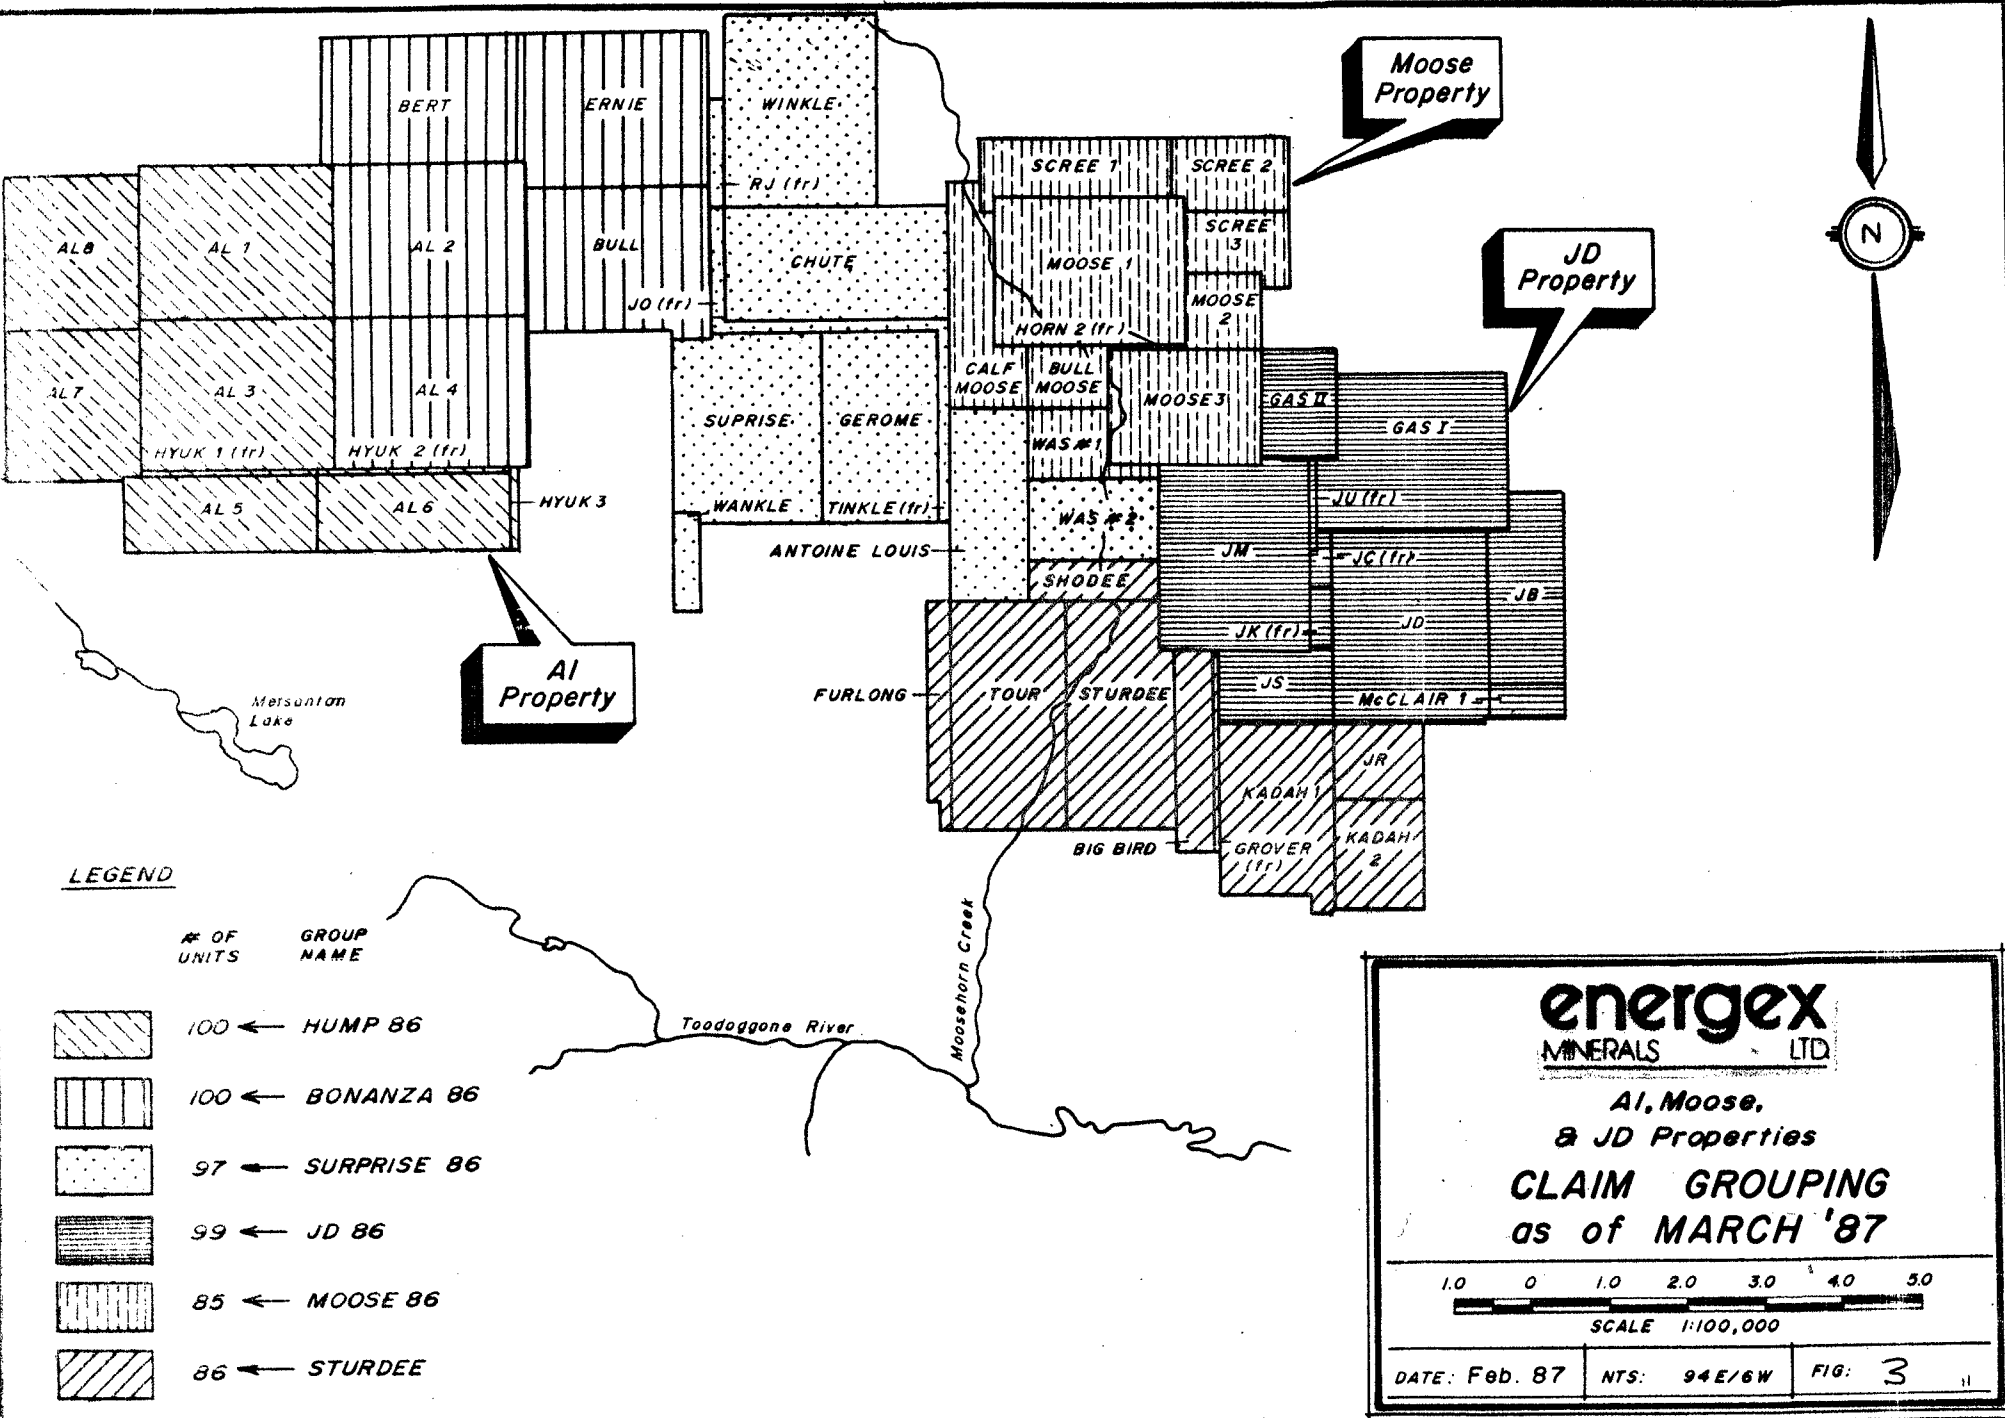 BERT
ERNIE
WINKLE
Moose
Property
SCREE 1
SCREE 2
RJ (fr)
AL 8
AL 1
AL 2
BULL
CHUTE
MOOSE 1
SCREE
3
JD
Property
N
JO (fr)
MOOSE
2
HORN 2 (fr)
AL 7
AL 3
AL 4
CALF
MOOSE
BULL
MOOSE
MOOSE 3
GAS II
GAS I
SUPRISE
GEROME
WAS #1
HYUK 1 (fr)
HYUK 2 (fr)
AL 5
AL 6
HYUK 3
WANKLE
TINKLE (fr)
WAS #2
JU (fr)
ANTOINE LOUIS
JM
JC (fr)
SHODEE
JB
JD
JK (fr)
Al
Property
Metsantan
Lake
FURLONG
TOUR
STURDEE
JS
McCLAIR 1
JR
KADAH 1
BIG BIRD
GROVER
(fr)
KADAH
2
LEGEND
# OF
UNITS
GROUP
NAME
100 ← HUMP 86
100 ← BONANZA 86
97 ← SURPRISE 86
99 ← JD 86
85 ← MOOSE 86
86 ← STURDEE
Toodoggone River
Moosehorn Creek
energex
MINERALS LTD.
Al, Moose,
& JD Properties
CLAIM GROUPING
as of MARCH '87
1.0 0 1.0 2.0 3.0 4.0 5.0
SCALE 1:100,000
DATE: Feb. 87 NTS: 94E/6W FIG: 3